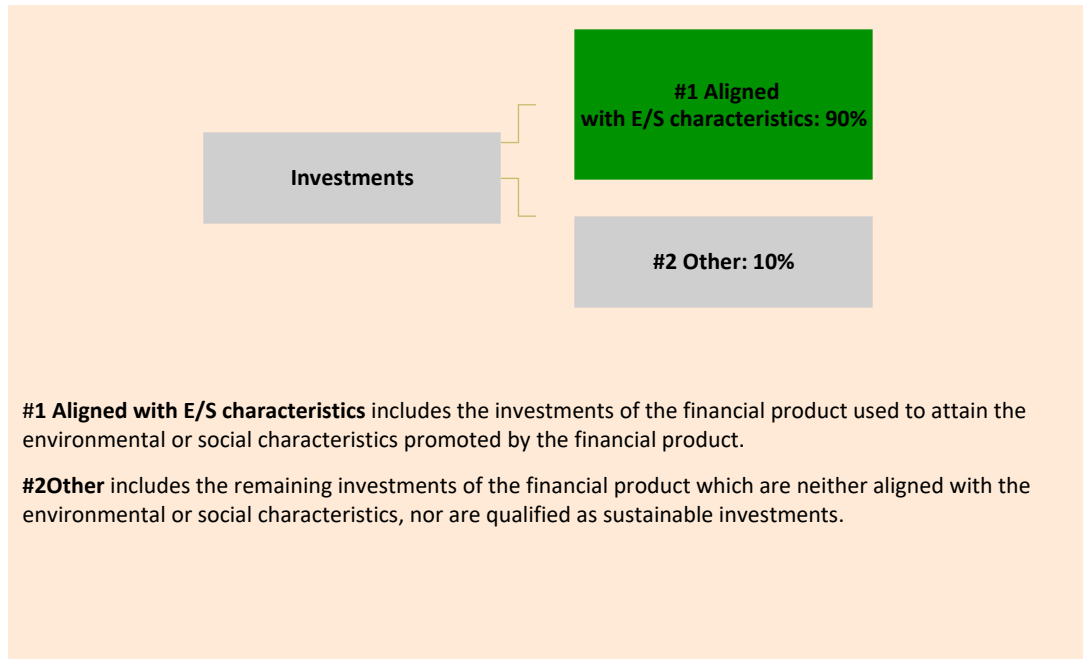 #1 Aligned
with E/S characteristics: 90%
Investments
#2 Other: 10%
#1 Aligned with E/S characteristics includes the investments of the financial product used to attain the
environmental or social characteristics promoted by the financial product.
#2Other includes the remaining investments of the financial product which are neither aligned with the
environmental or social characteristics, nor are qualified as sustainable investments.